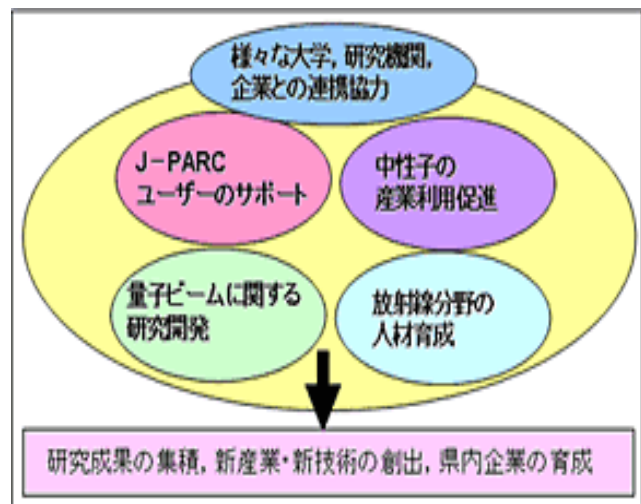 様々な大学，研究機関，
企業との連携協力
J－PARC
ユーザーのサポート
中性子の
産業利用促進
量子ビームに関する
研究開発
放射線分野の
人材育成
研究成果の集積，新産業・新技術の創出，県内企業の育成